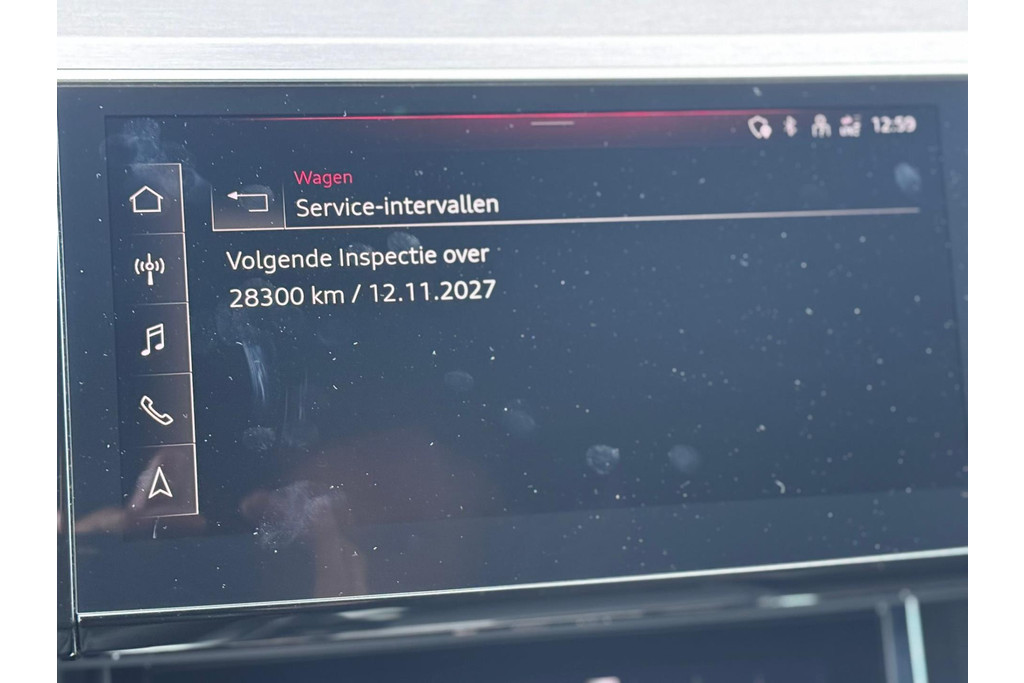 12:59
Wagen
Service-intervallen
Volgende Inspectie over
28300 km / 12.11.2027